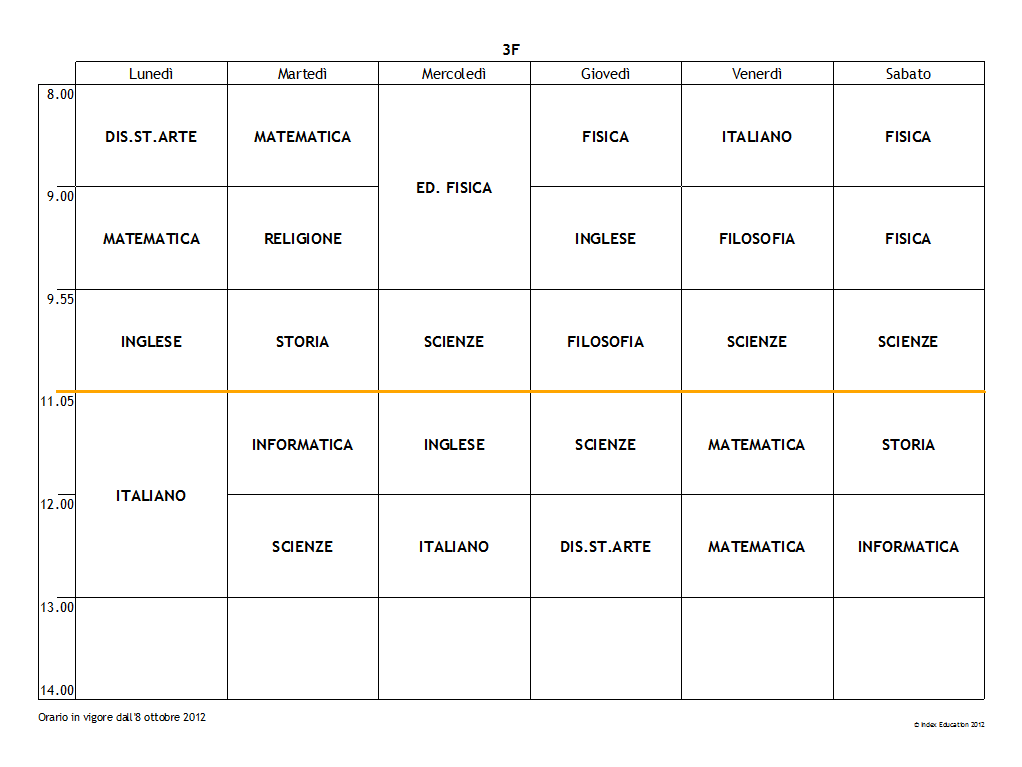 3F
Lunedì Martedì Mercoledì Giovedì Venerdì Sabato
8.00
DIS.ST.ARTE MATEMATICA FISICA ITALIANO FISICA
ED. FISICA
9.00
MATEMATICA RELIGIONE INGLESE FILOSOFIA FISICA
9.55
INGLESE STORIA SCIENZE FILOSOFIA SCIENZE SCIENZE
11.05
INFORMATICA INGLESE SCIENZE MATEMATICA STORIA
ITALIANO
12.00
SCIENZE ITALIANO DIS.ST.ARTE MATEMATICA INFORMATICA
13.00
14.00
Orario in vigore dall'8 ottobre 2012
© Index Education 2012